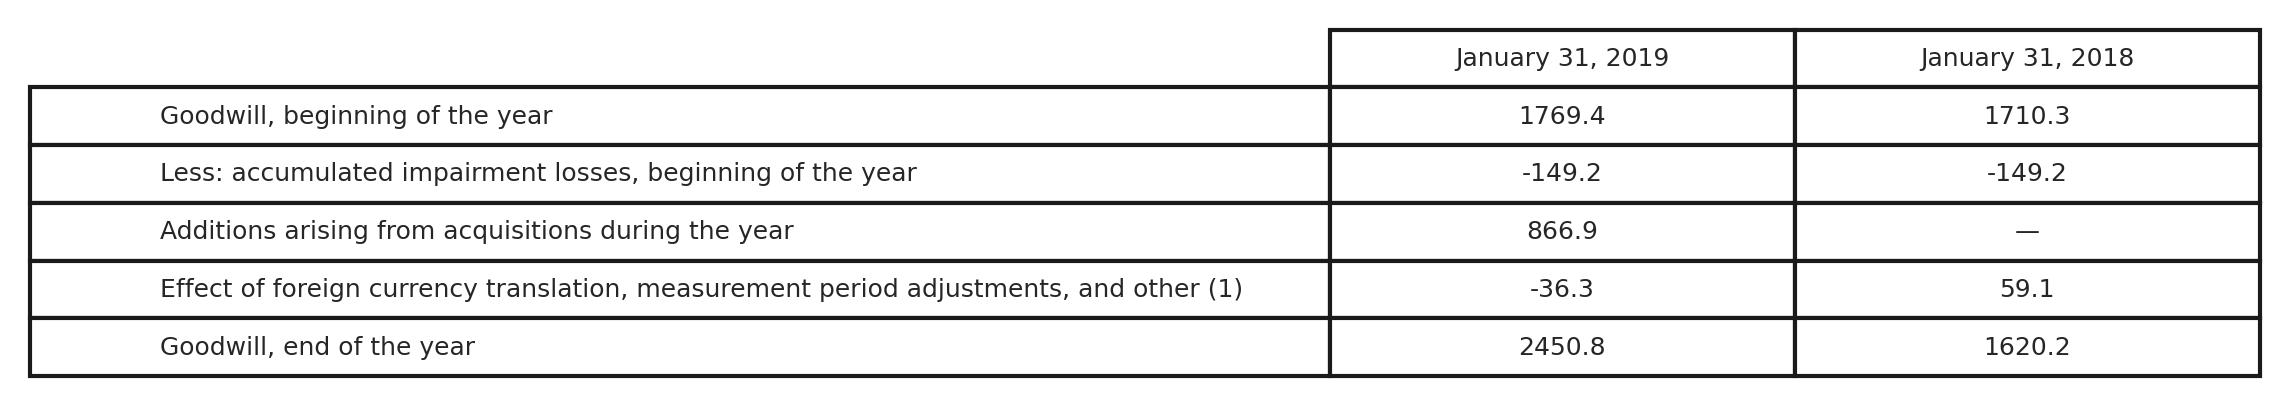 January 31, 2019 January 31, 2018
Goodwill, beginning of the year 1769.4 1710.3
Less: accumulated impairment losses, beginning of the year -149.2 -149.2
Additions arising from acquisitions during the year 866.9 —
Effect of foreign currency translation, measurement period adjustments, and other (1) -36.3 59.1
Goodwill, end of the year 2450.8 1620.2